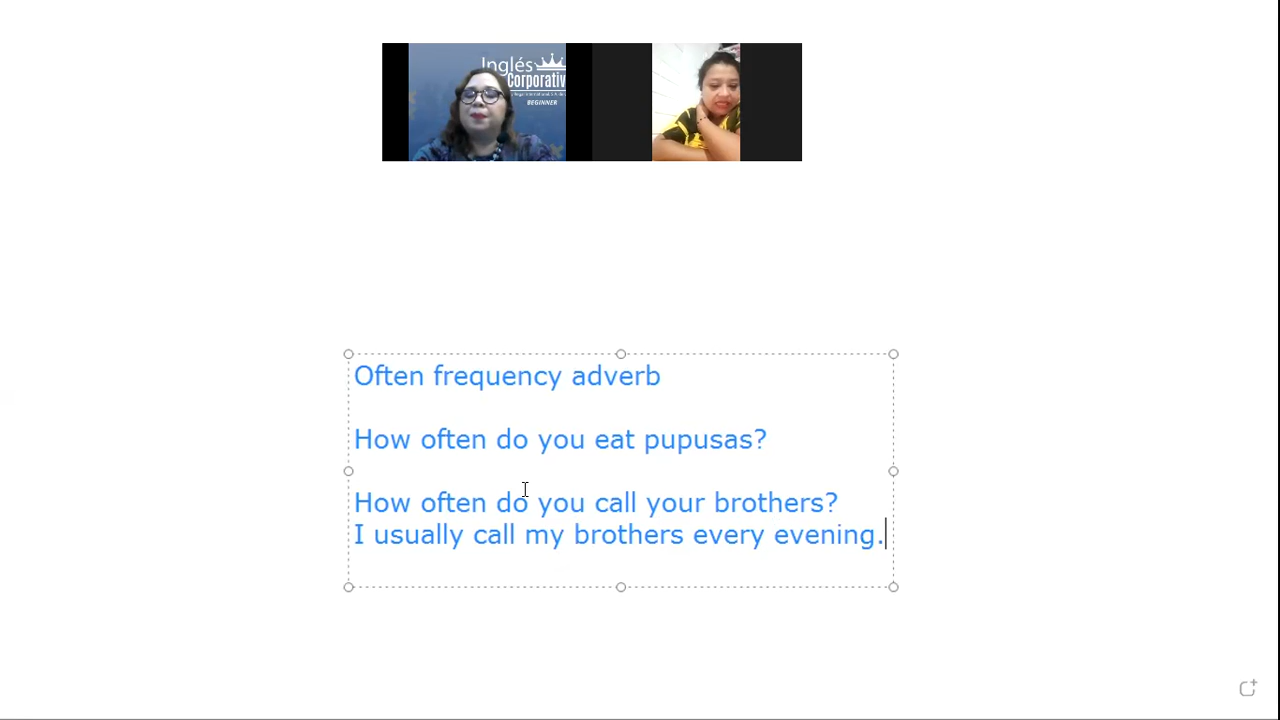 Inglés
Corporativ
BEGINNER
Often frequency adverb
How often do you eat pupusas?
How often do you call your brothers?
I usually call my brothers every evening.